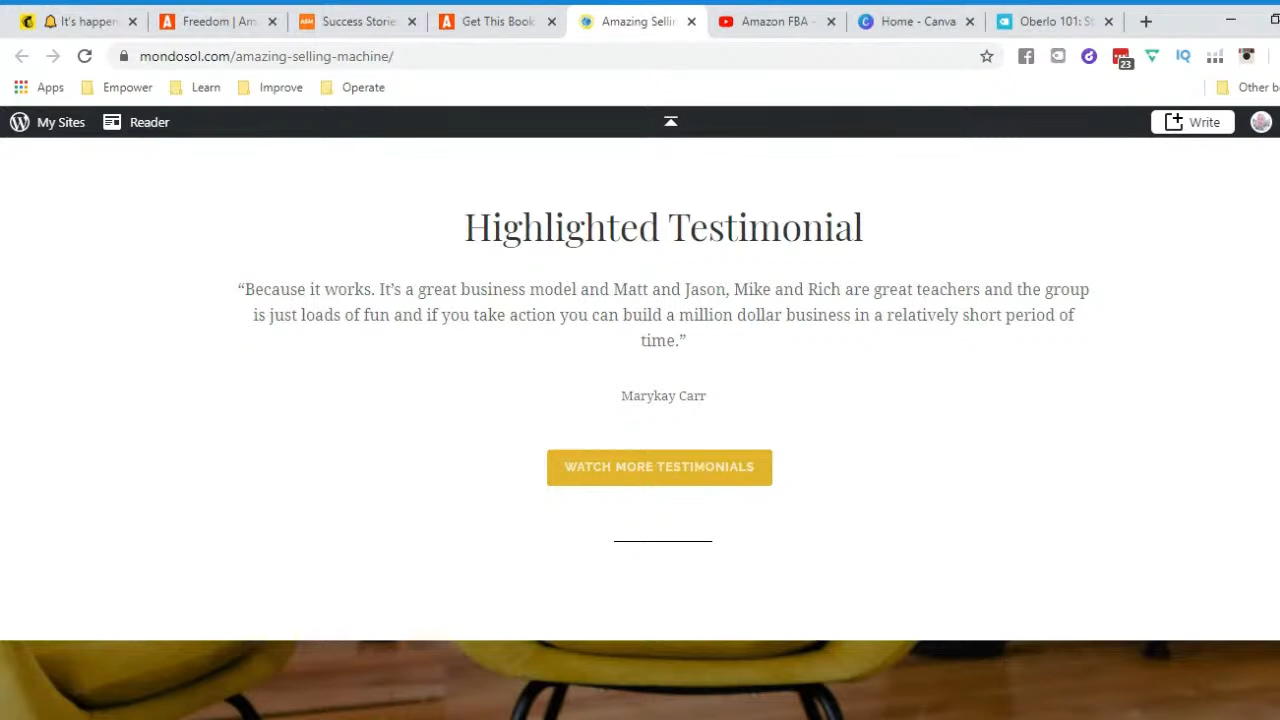 It's happen
Freedom | Am
Success Storie
Get This Book
Amazing Sellin
Amazon FBA -
Home - Canva
Oberlo 101: St
mondosol.com/amazing-selling-machine/
23
IQ
Apps
Empower
Learn
Improve
Operate
Other b
My Sites
Reader
Write
Highlighted Testimonial
“Because it works. It’s a great business model and Matt and Jason, Mike and Rich are great teachers and the group
is just loads of fun and if you take action you can build a million dollar business in a relatively short period of
time.”
Marykay Carr
WATCH MORE TESTIMONIALS